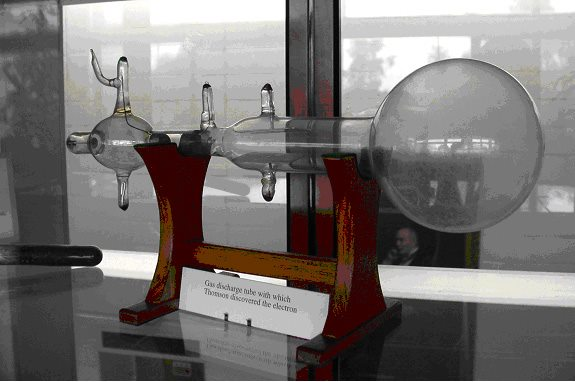 Gas discharge tube with which
Thomson discovered the electron